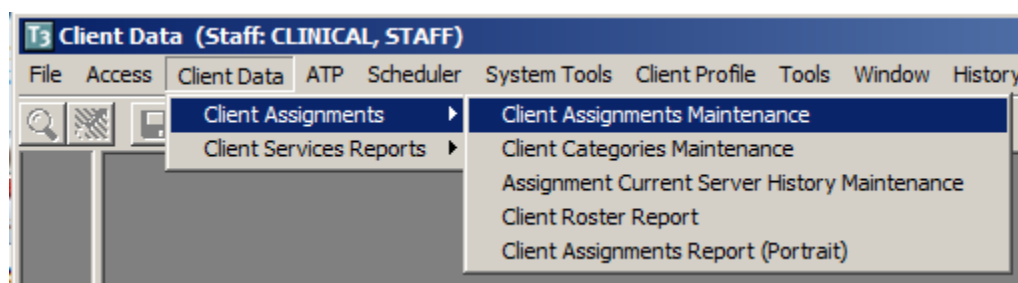 T3 Client Data (Staff: CLINICAL, STAFF)
File Access Client Data ATP Scheduler System Tools Client Profile Tools Window History
Client Assignments
Client Services Reports
Client Assignments Maintenance
Client Categories Maintenance
Assignment Current Server History Maintenance
Client Roster Report
Client Assignments Report (Portrait)